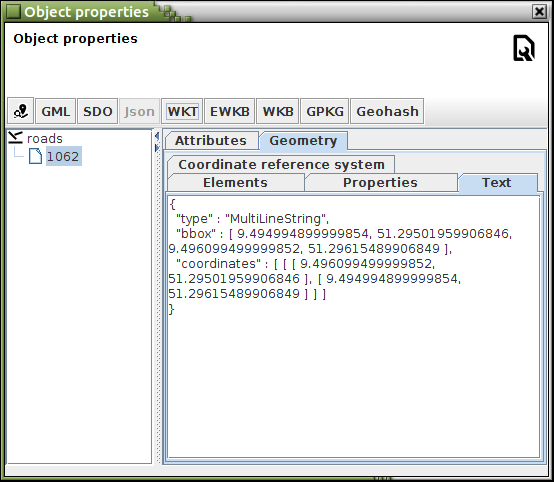 Object properties
Object properties
GML SDO Json WKT EWKB WKB GPKG Geohash
roads
1062
Attributes Geometry
Coordinate reference system
Elements Properties Text
{
"type" : "MultiLineString",
"bbox" : [ 9.494994899999854, 51.29501959906846,
9.496099499999852, 51.29615489906849 ],
"coordinates" : [ [ [ 9.496099499999852,
51.29501959906846 ], [ 9.494994899999854,
51.29615489906849 ] ] ]
}